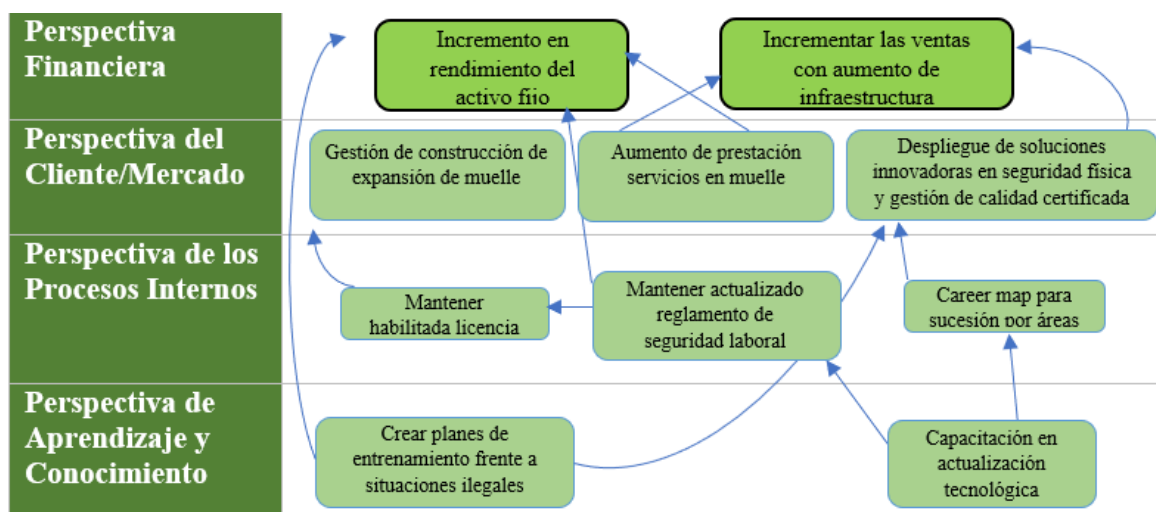 Perspectiva
Financiera
Incremento en
rendimiento del
activo fijo
Incrementar las ventas
con aumento de
infraestructura
Perspectiva del
Cliente/Mercado
Gestión de construcción de
expansión de muelle
Aumento de prestación
servicios en muelle
Despliegue de soluciones
innovadoras en seguridad física
y gestión de calidad certificada
Perspectiva de los
Procesos Internos
Mantener
habilitada licencia
Mantener actualizado
reglamento de
seguridad laboral
Career map para
sucesión por áreas
Perspectiva de
Aprendizaje y
Conocimiento
Crear planes de
entrenamiento frente a
situaciones ilegales
Capacitación en
actualización
tecnológica